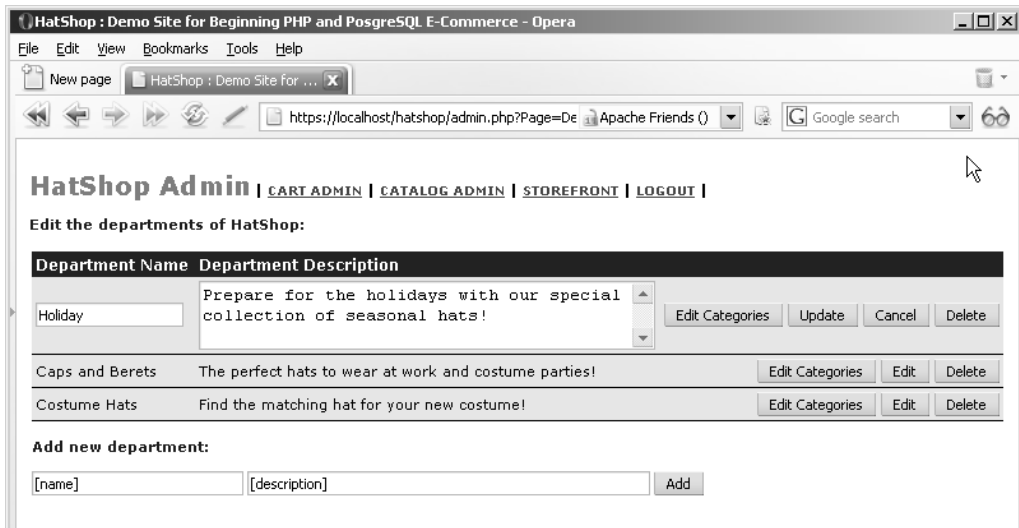 HatShop : Demo Site for Beginning PHP and PosgreSQL E-Commerce - Opera
File Edit View Bookmarks Tools Help
New page HatShop : Demo Site for ...
https://localhost/hatshop/admin.php?Page=De Apache Friends () G Google search
HatShop Admin | CART ADMIN | CATALOG ADMIN | STOREFRONT | LOGOUT |
Edit the departments of HatShop:
Department Name Department Description
Holiday
Prepare for the holidays with our special
collection of seasonal hats!
Edit Categories Update Cancel Delete
Caps and Berets The perfect hats to wear at work and costume parties! Edit Categories Edit Delete
Costume Hats Find the matching hat for your new costume! Edit Categories Edit Delete
Add new department:
[name] [description] Add